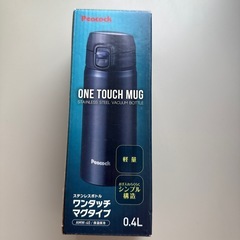 Peacock
ONE TOUCH MUG
STAINLESS STEEL VACUUM BOTTLE
Peacock
軽量
シンプル
構造
ステンレスボトル
ワンタッチ
マグタイプ
0.4L